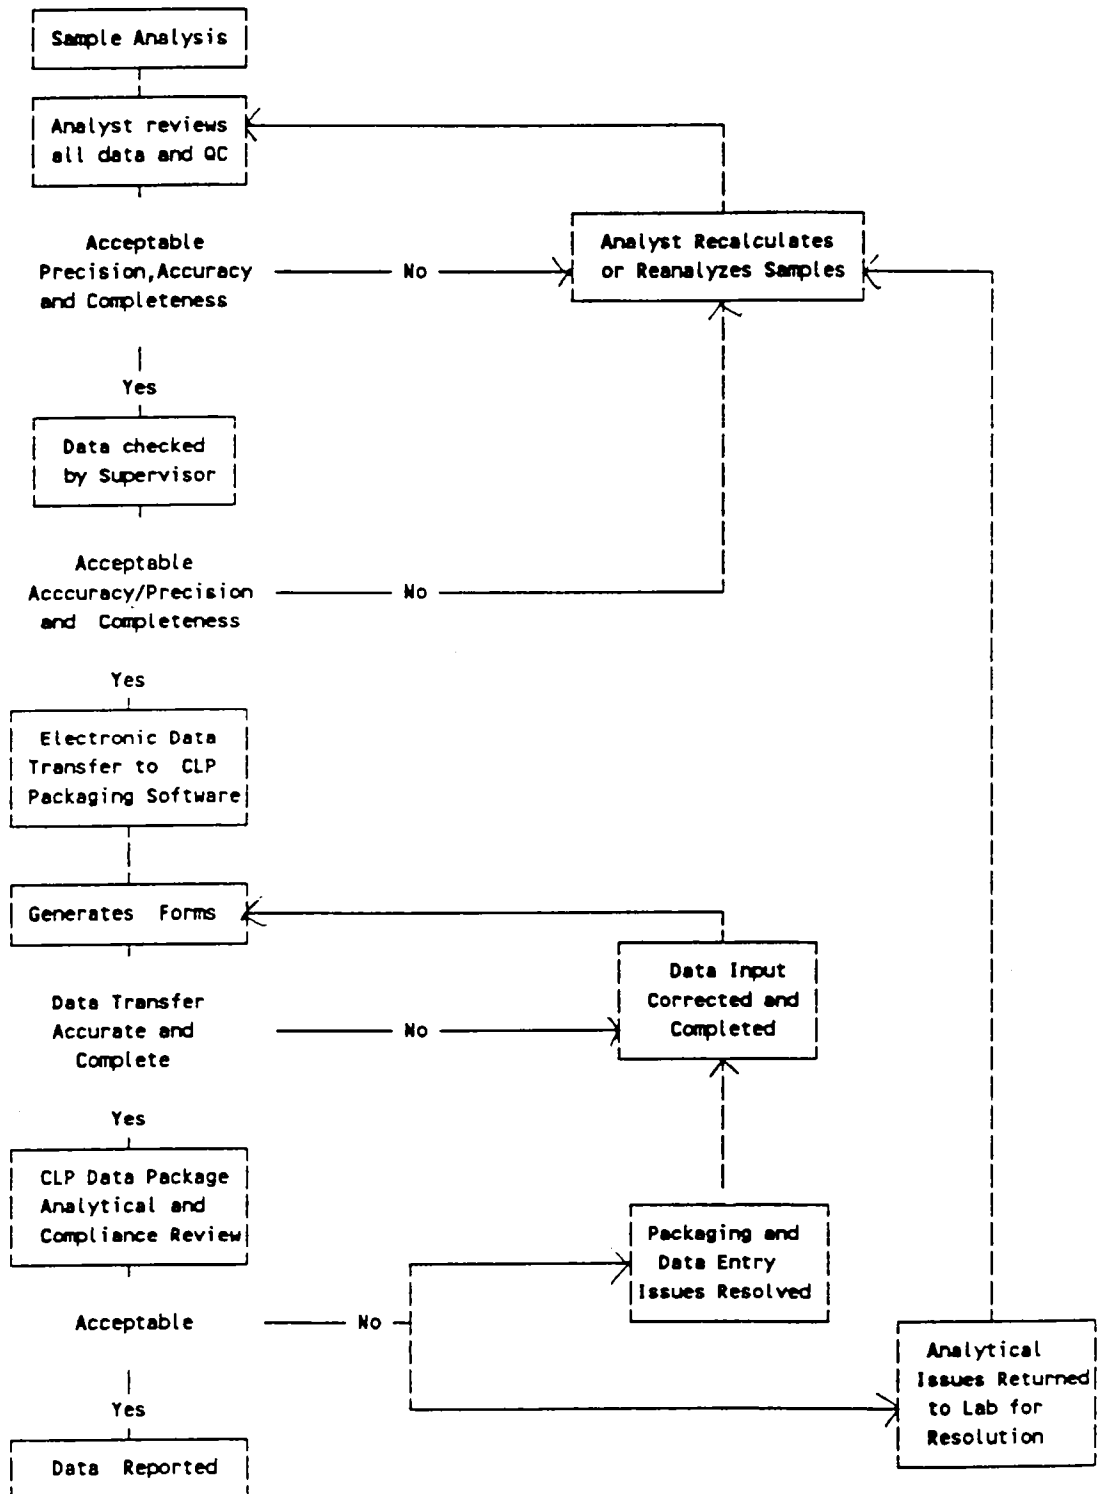 Sample Analysis
Analyst reviews
all data and QC
Acceptable
Precision,Accuracy
and Completeness
No
Analyst Recalculates
or Reanalyzes Samples
Yes
Data checked
by Supervisor
Acceptable
Acccuracy/Precision
and Completeness
No
Yes
Electronic Data
Transfer to CLP
Packaging Software
Generates Forms
Data Input
Corrected and
Completed
Data Transfer
Accurate and
Complete
No
Yes
CLP Data Package
Analytical and
Compliance Review
Packaging and
Data Entry
Issues Resolved
Acceptable
No
Analytical
Issues Returned
to Lab for
Resolution
Yes
Data Reported